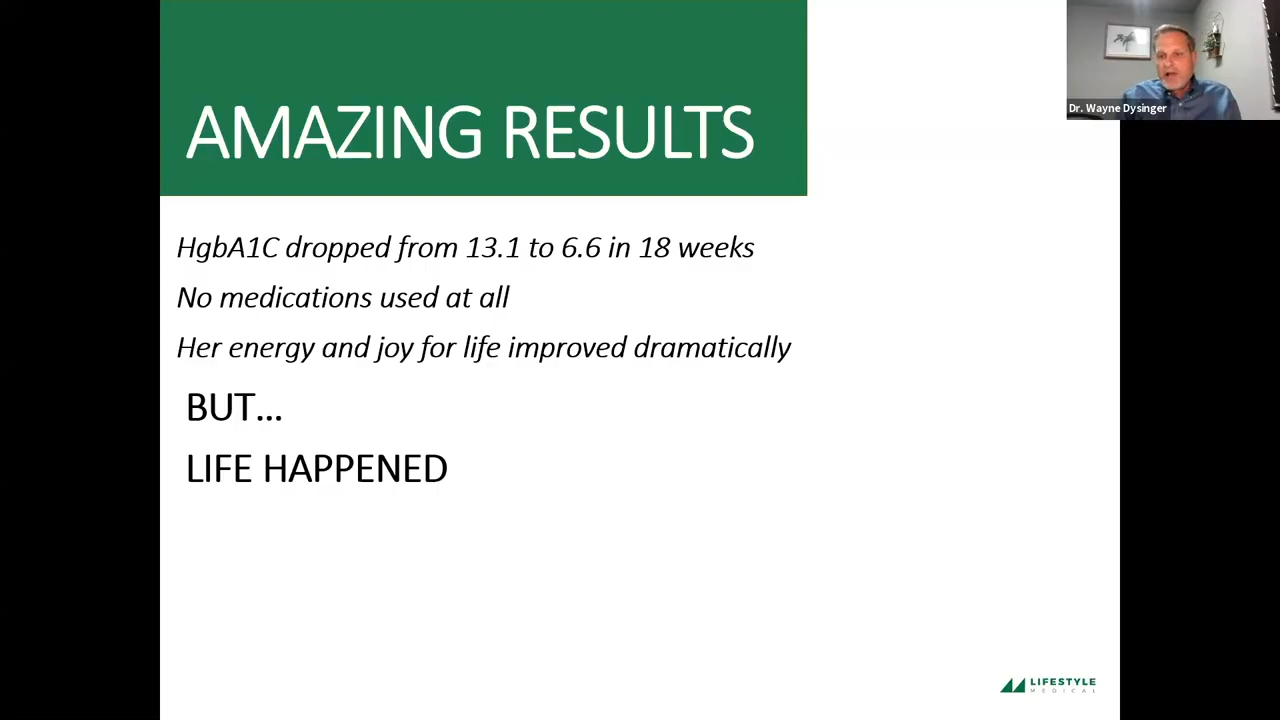 Dr. Wayne Dysinger
AMAZING RESULTS
HgbA1C dropped from 13.1 to 6.6 in 18 weeks
No medications used at all
Her energy and joy for life improved dramatically
BUT...
LIFE HAPPENED
LIFESTYLE
MEDICAL